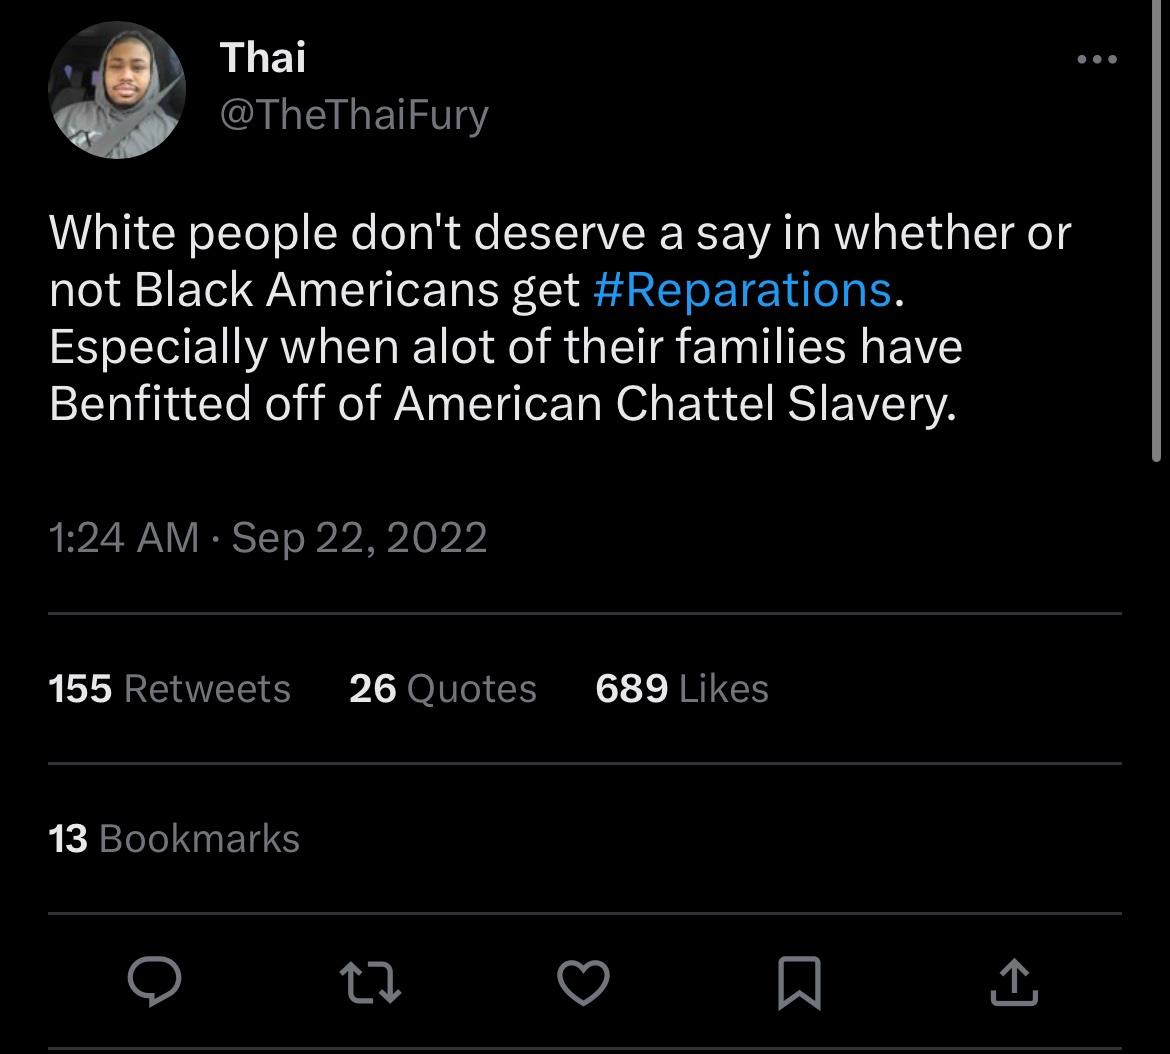 Thai
@TheThaiFury
White people don't deserve a say in whether or
not Black Americans get #Reparations.
Especially when alot of their families have
Benfitted off of American Chattel Slavery.
1:24 AM · Sep 22, 2022
155 Retweets 26 Quotes 689 Likes
13 Bookmarks